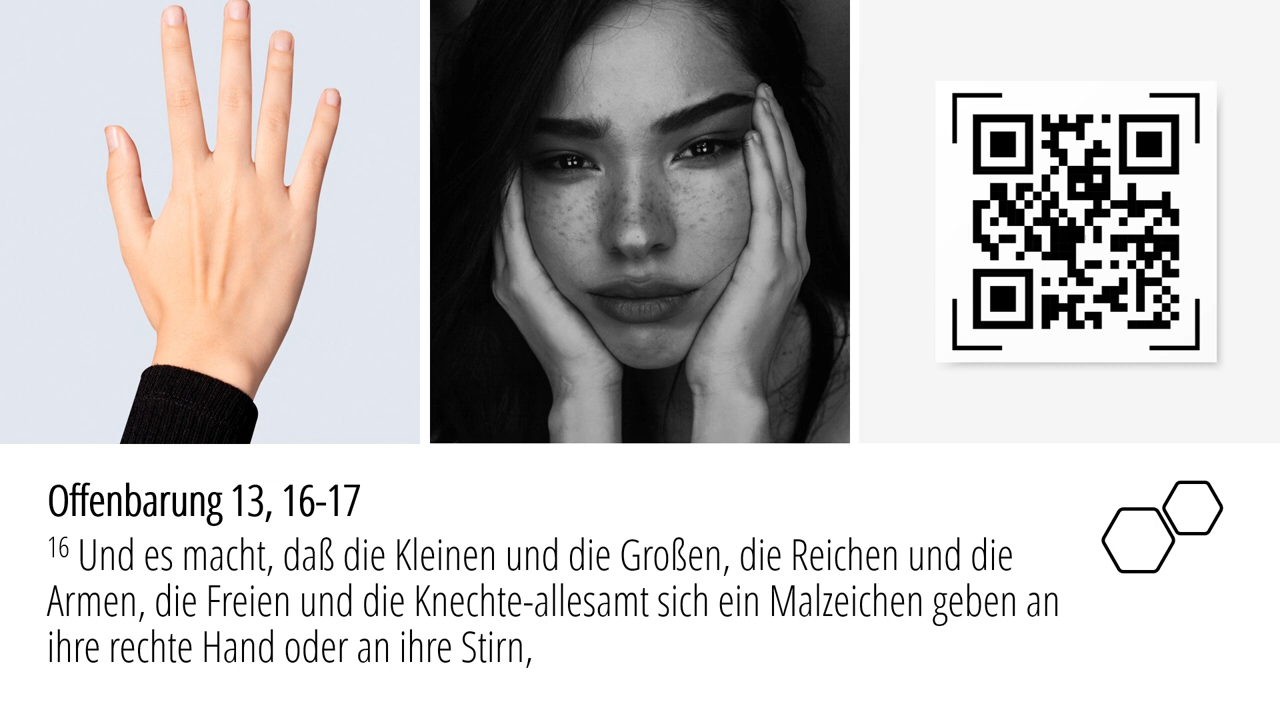 Offenbarung 13, 16-17
16 Und es macht, daß die Kleinen und die Großen, die Reichen und die
Armen, die Freien und die Knechte-allesamt sich ein Malzeichen geben an
ihre rechte Hand oder an ihre Stirn,